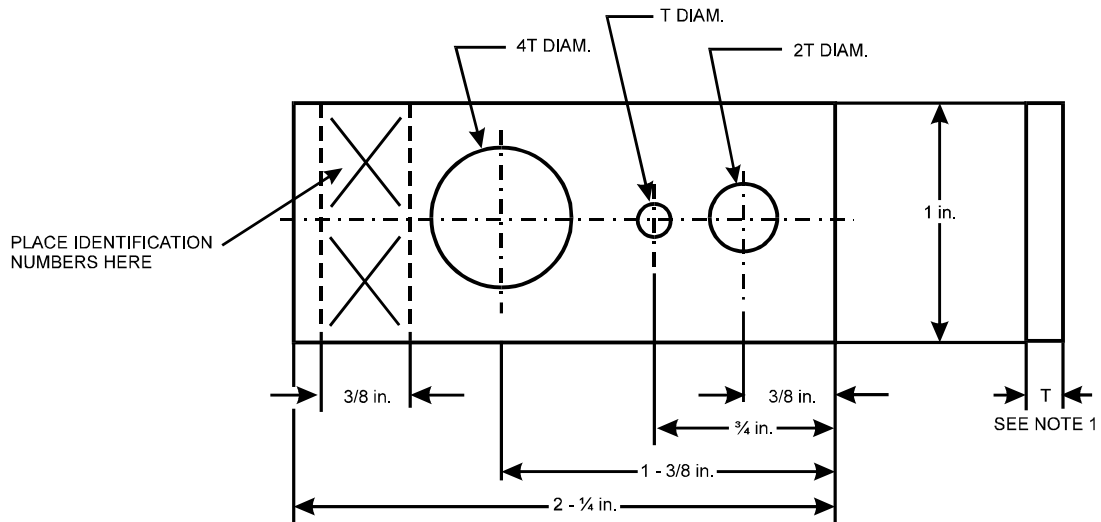 T DIAM.
4T DIAM.
2T DIAM.
1 in.
PLACE IDENTIFICATION
NUMBERS HERE
3/8 in.
3/8 in.
T
SEE NOTE 1
¾ in.
1 - 3/8 in.
2 - ¼ in.